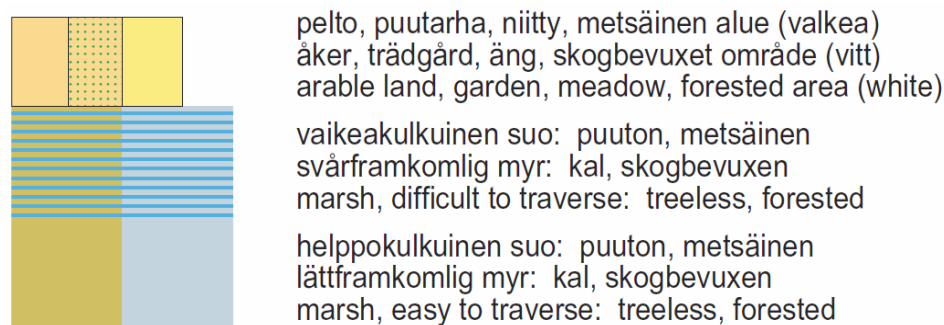 pelto, puutarha, niitty, metsäinen alue (valkea)
åker, trädgård, äng, skogbevuxet område (vitt)
arable land, garden, meadow, forested area (white)
vaikeakulkuinen suo: puuton, metsäinen
svårframkomlig myr: kal, skogbevuxen
marsh, difficult to traverse: treeless, forested
helppokulkuinen suo: puuton, metsäinen
lättframkomlig myr: kal, skogbevuxen
marsh, easy to traverse: treeless, forested